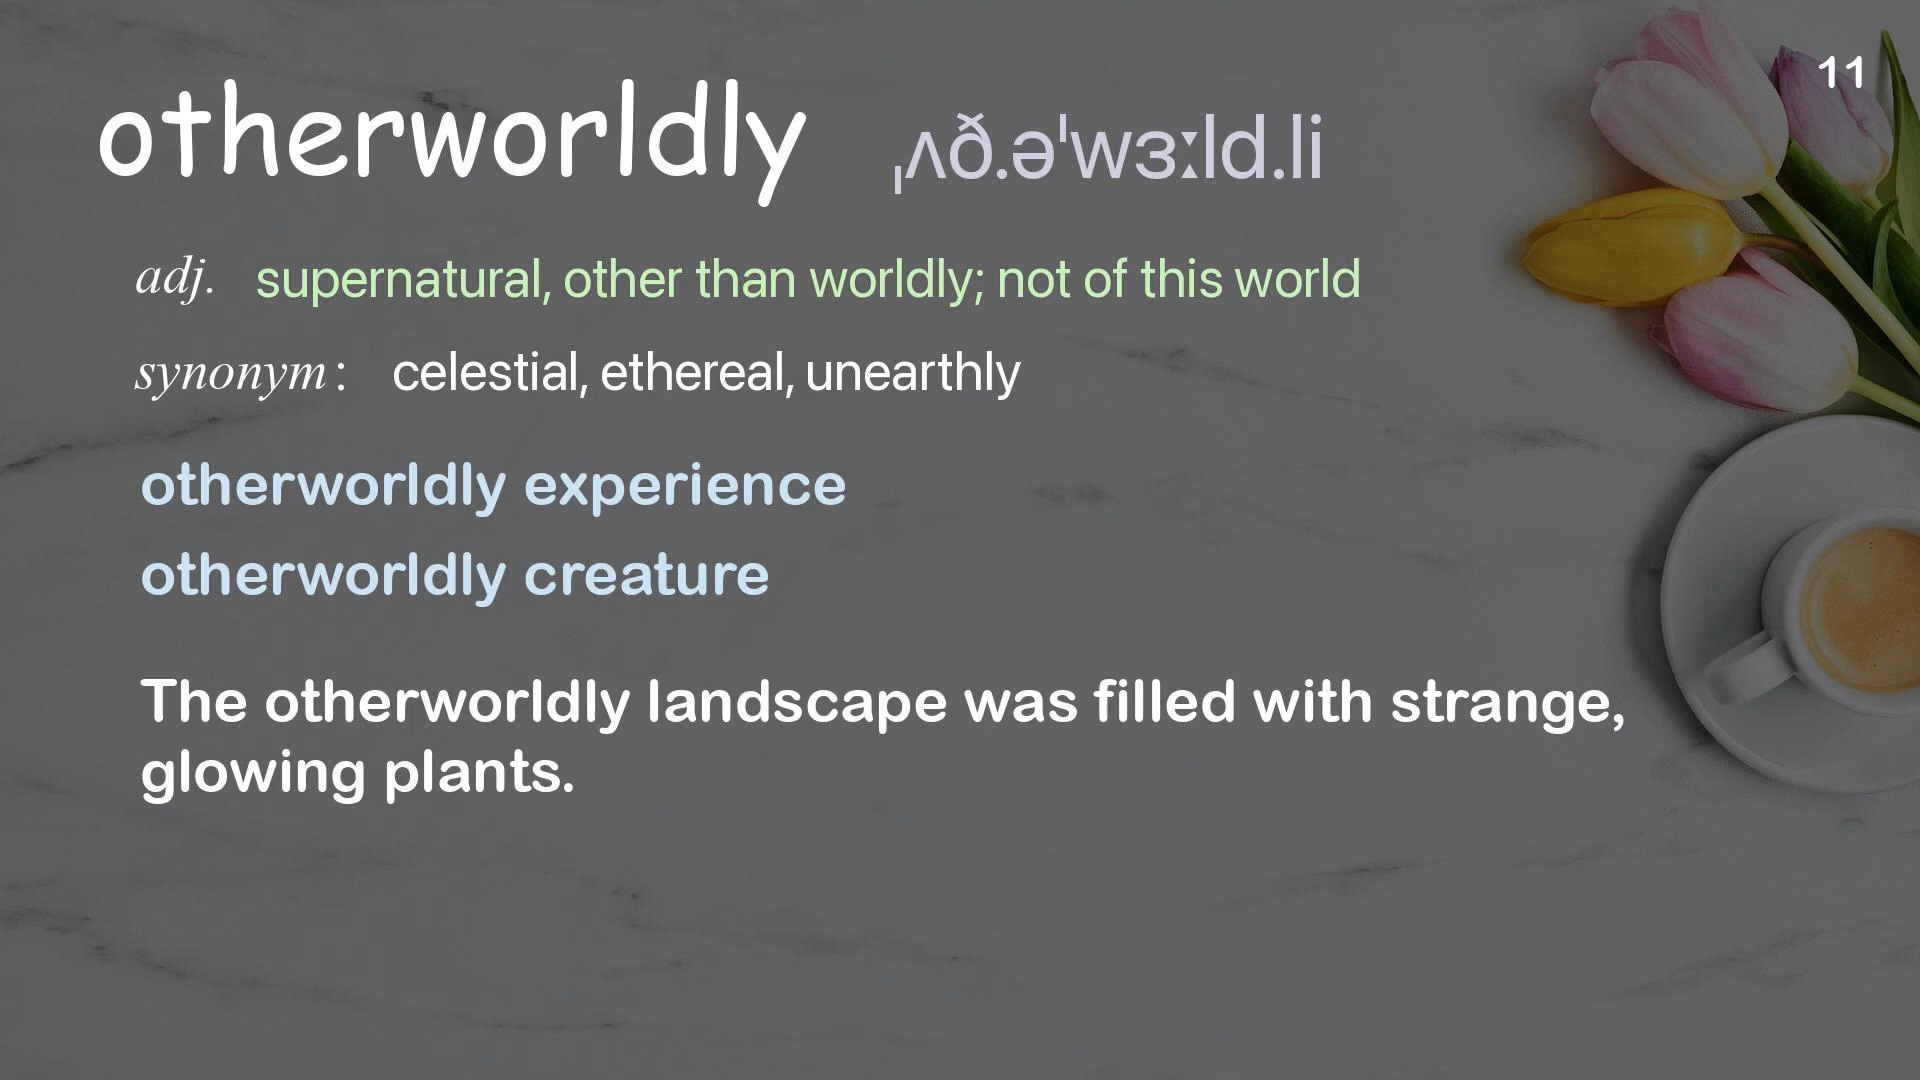 11
otherworldly ˌʌð.əˈwɜːld.li
adj. supernatural, other than worldly; not of this world
synonym: celestial, ethereal, unearthly
otherworldly experience
otherworldly creature
The otherworldly landscape was filled with strange,
glowing plants.